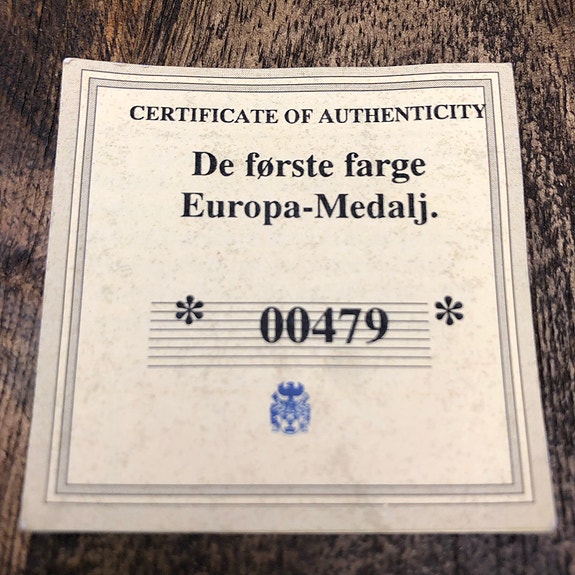 CERTIFICATE OF AUTHENTICITY
De første farge
Europa-Medalj.
* 00479 *